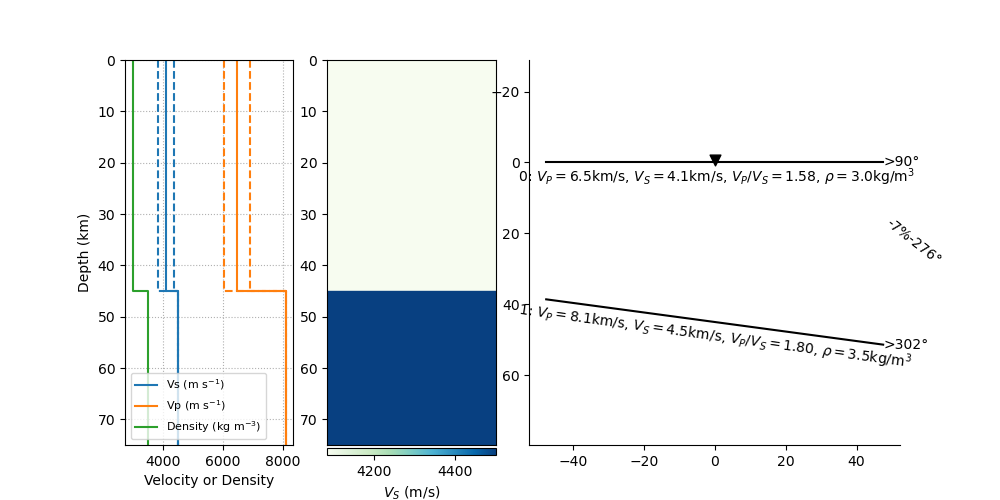 0
10
20
30
40
50
60
70
Depth (km)
4000 6000 8000
Velocity or Density
Vs (m s⁻¹)
Vp (m s⁻¹)
Density (kg m⁻³)
0
10
20
30
40
50
60
70
4200 4400
V_S (m/s)
−20
0
20
40
60
−40 −20 0 20 40
>90°
0: V_P = 6.5km/s, V_S = 4.1km/s, V_P/V_S = 1.58, ρ = 3.0kg/m³
-7%-276°
>302°
1: V_P = 8.1km/s, V_S = 4.5km/s, V_P/V_S = 1.80, ρ = 3.5kg/m³